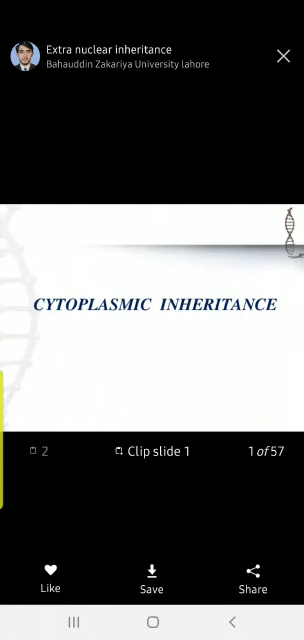 Extra nuclear inheritance
Bahauddin Zakariya University lahore
CYTOPLASMIC INHERITANCE
2
Clip slide 1
1 of 57
Like
Save
Share